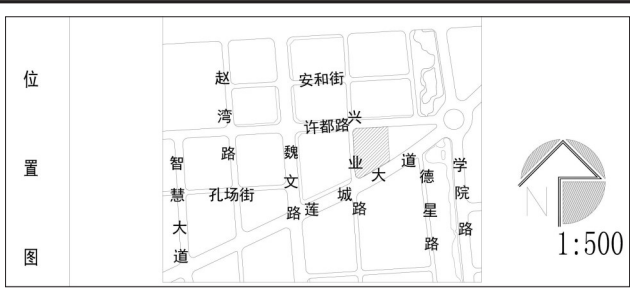 位置图
安和街
许都路
孔场街
赵湾路
智慧大道
魏文路
兴业路
莲城大道
德星路
学院路
N
1:500